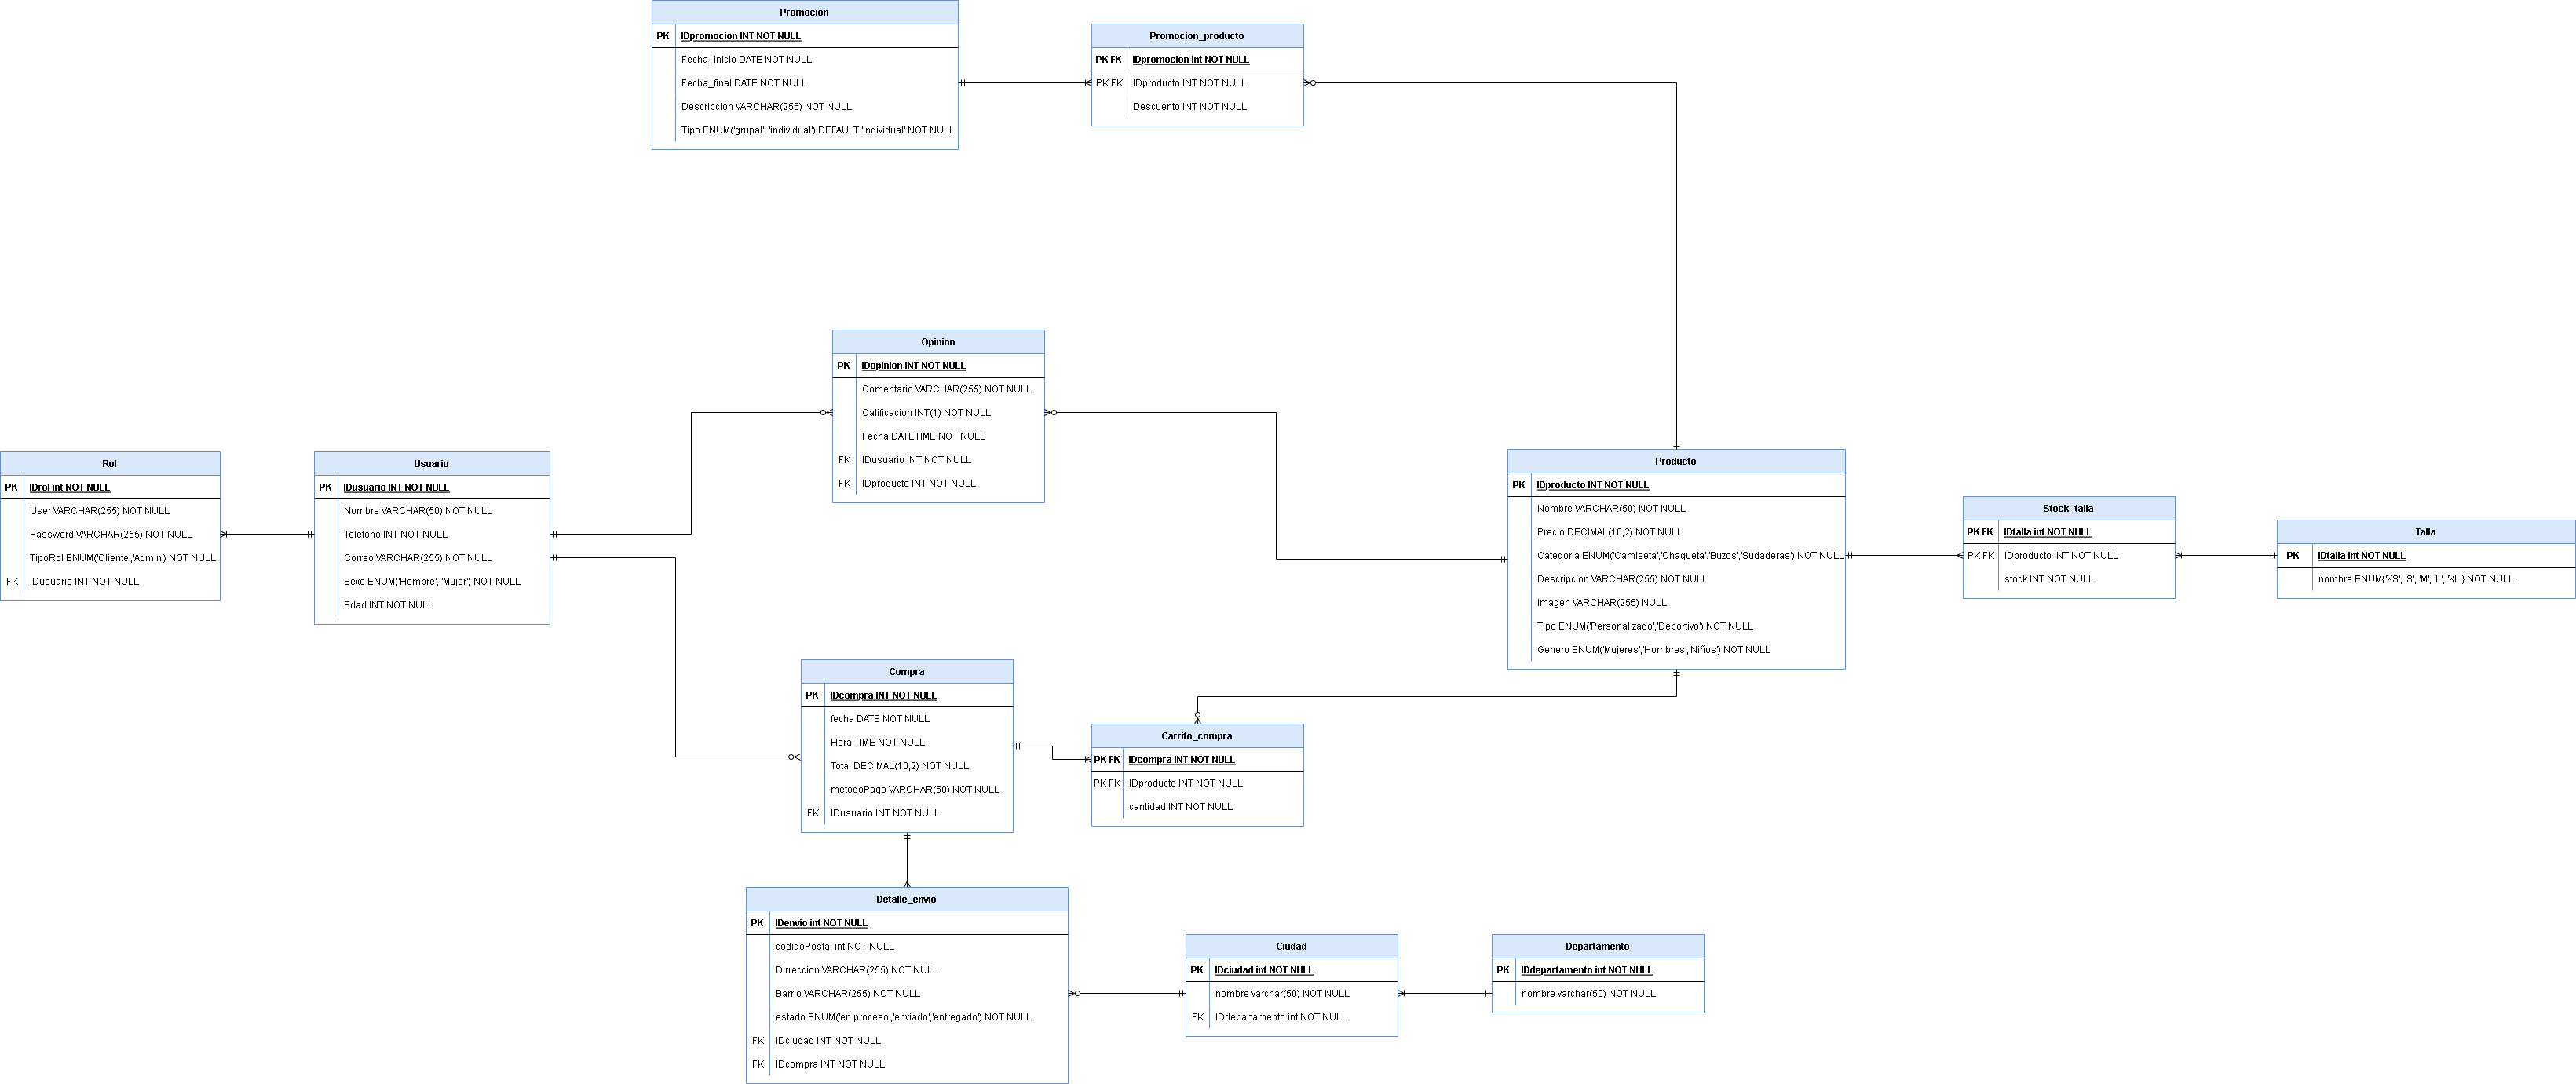 Promocion
PK IDpromocion INT NOT NULL
Fecha_inicio DATE NOT NULL
Fecha_final DATE NOT NULL
Descripcion VARCHAR(255) NOT NULL
Tipo ENUM('grupal', 'individual') DEFAULT 'individual' NOT NULL
Promocion_producto
PK FK IDpromocion int NOT NULL
PK FK IDproducto INT NOT NULL
Descuento INT NOT NULL
Opinion
PK IDopinion INT NOT NULL
Comentario VARCHAR(255) NOT NULL
Calificacion INT(1) NOT NULL
Fecha DATETIME NOT NULL
FK IDusuario INT NOT NULL
FK IDproducto INT NOT NULL
Rol
PK IDrol int NOT NULL
User VARCHAR(255) NOT NULL
Password VARCHAR(255) NOT NULL
TipoRol ENUM('Cliente','Admin') NOT NULL
FK IDusuario INT NOT NULL
Usuario
PK IDusuario INT NOT NULL
Nombre VARCHAR(50) NOT NULL
Telefono INT NOT NULL
Correo VARCHAR(255) NOT NULL
Sexo ENUM('Hombre', 'Mujer') NOT NULL
Edad INT NOT NULL
Producto
PK IDproducto INT NOT NULL
Nombre VARCHAR(50) NOT NULL
Precio DECIMAL(10,2) NOT NULL
Categoria ENUM('Camiseta','Chaqueta'.'Buzos','Sudaderas') NOT NULL
Descripcion VARCHAR(255) NOT NULL
Imagen VARCHAR(255) NULL
Tipo ENUM('Personalizado','Deportivo') NOT NULL
Genero ENUM('Mujeres','Hombres','Niños') NOT NULL
Stock_talla
PK FK IDtalla int NOT NULL
PK FK IDproducto INT NOT NULL
stock INT NOT NULL
Talla
PK IDtalla int NOT NULL
nombre ENUM('XS', 'S', 'M', 'L', 'XL') NOT NULL
Compra
PK IDcompra INT NOT NULL
fecha DATE NOT NULL
Hora TIME NOT NULL
Total DECIMAL(10,2) NOT NULL
metodoPago VARCHAR(50) NOT NULL
FK IDusuario INT NOT NULL
Carrito_compra
PK FK IDcompra INT NOT NULL
PK FK IDproducto INT NOT NULL
cantidad INT NOT NULL
Detalle_envio
PK IDenvio int NOT NULL
codigoPostal int NOT NULL
Dirreccion VARCHAR(255) NOT NULL
Barrio VARCHAR(255) NOT NULL
estado ENUM('en proceso','enviado','entregado') NOT NULL
FK IDciudad INT NOT NULL
FK IDcompra INT NOT NULL
Ciudad
PK IDciudad int NOT NULL
nombre varchar(50) NOT NULL
FK IDdepartamento int NOT NULL
Departamento
PK IDdepartamento int NOT NULL
nombre varchar(50) NOT NULL